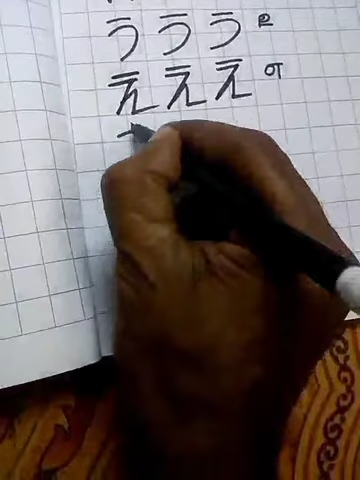 う う う உ
え え え எ